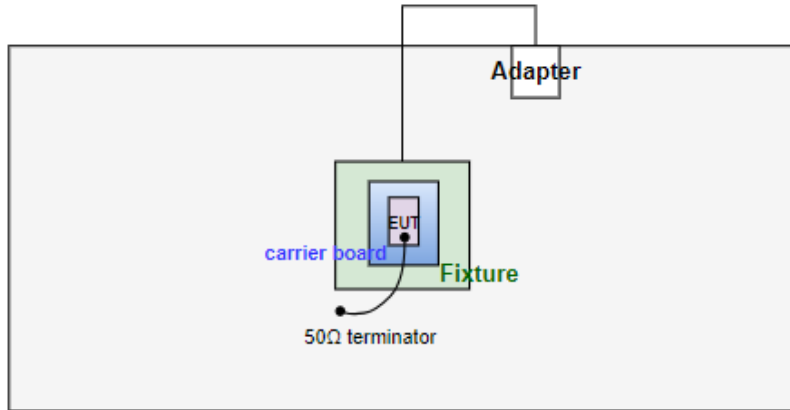 Adapter
EUT
carrier board
Fixture
50Ω terminator